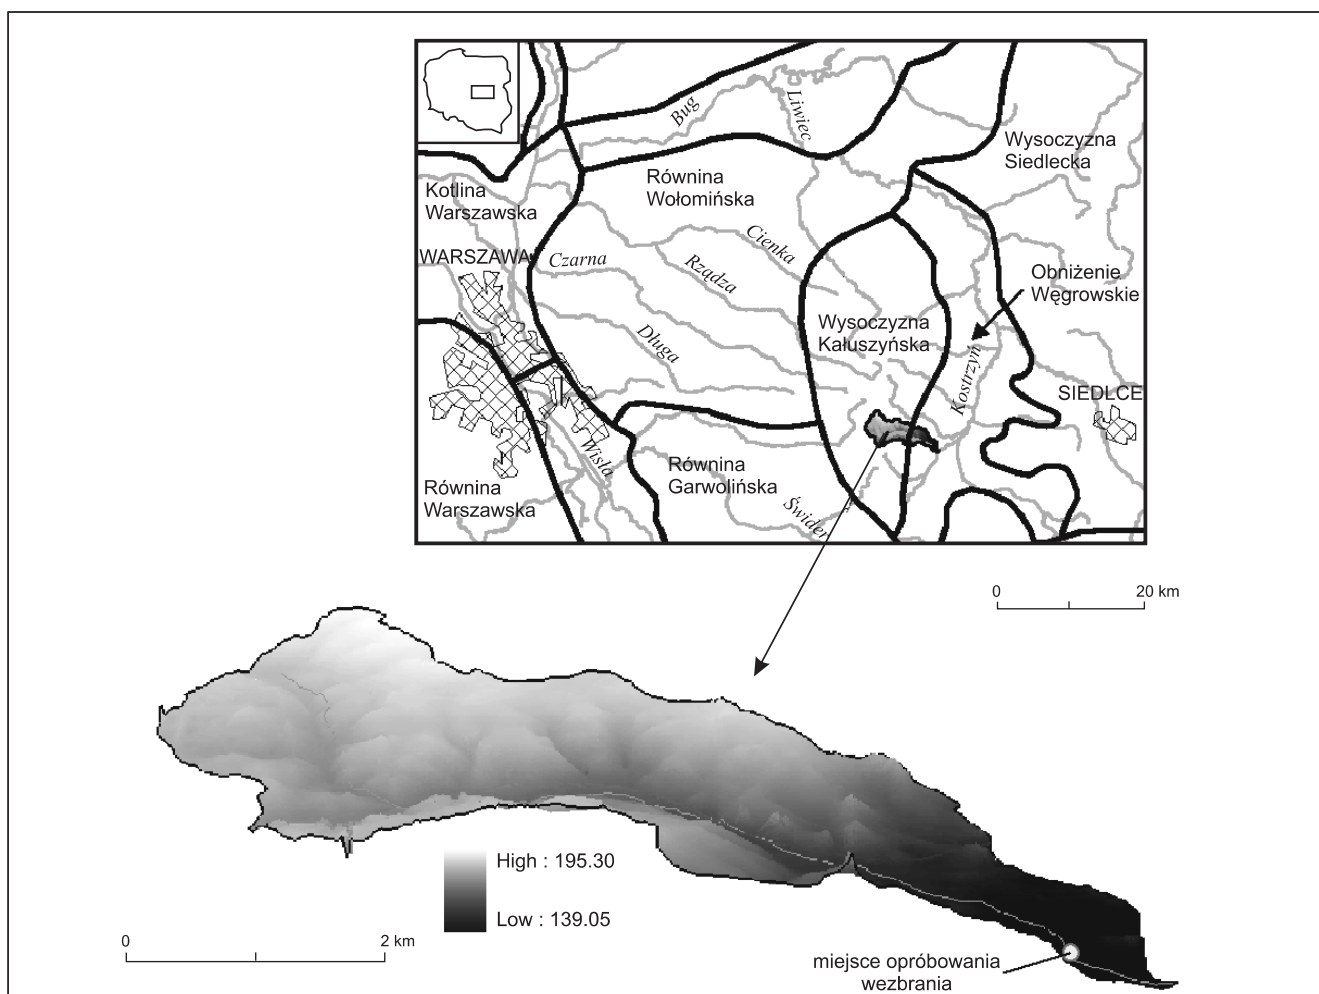 Bug
Liwiec
Wysoczyzna
Siedlecka
Kotlina
Warszawska
Równina
Wołomińska
WARSZAWA
Czarna
Cienka
Rządza
Obniżenie
Węgrowskie
Długa
Wysoczyzna
Kałuszyńska
Kostrzyń
SIEDLCE
Wisła
Równina
Garwolińska
Równina
Warszawska
Świder
0 20 km
High : 195.30
Low : 139.05
0 2 km
miejsce opróbowania
wezbrania